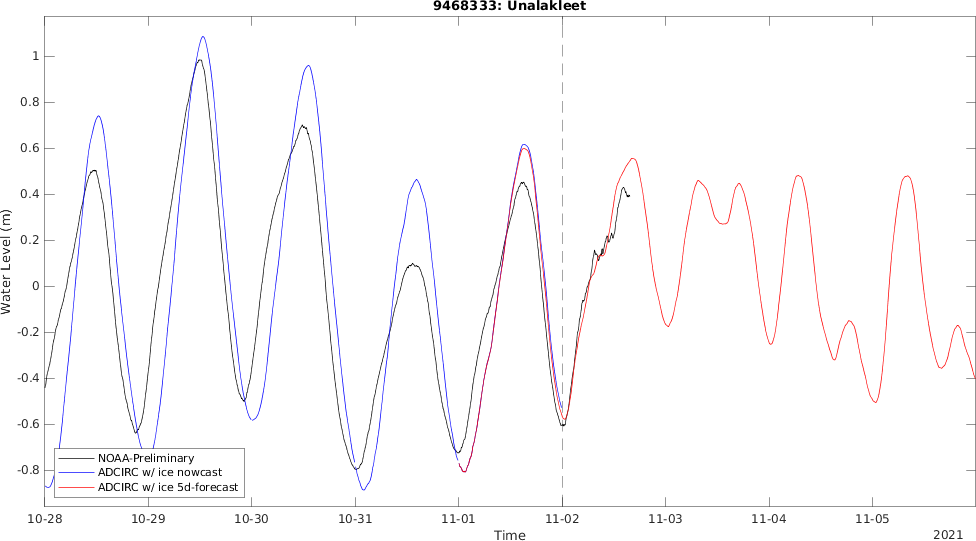 9468333: Unalakleet
Water Level (m)
1
0.8
0.6
0.4
0.2
0
-0.2
-0.4
-0.6
-0.8
NOAA-Preliminary
ADCIRC w/ ice nowcast
ADCIRC w/ ice 5d-forecast
10-28 10-29 10-30 10-31 11-01 11-02 11-03 11-04 11-05
Time
2021